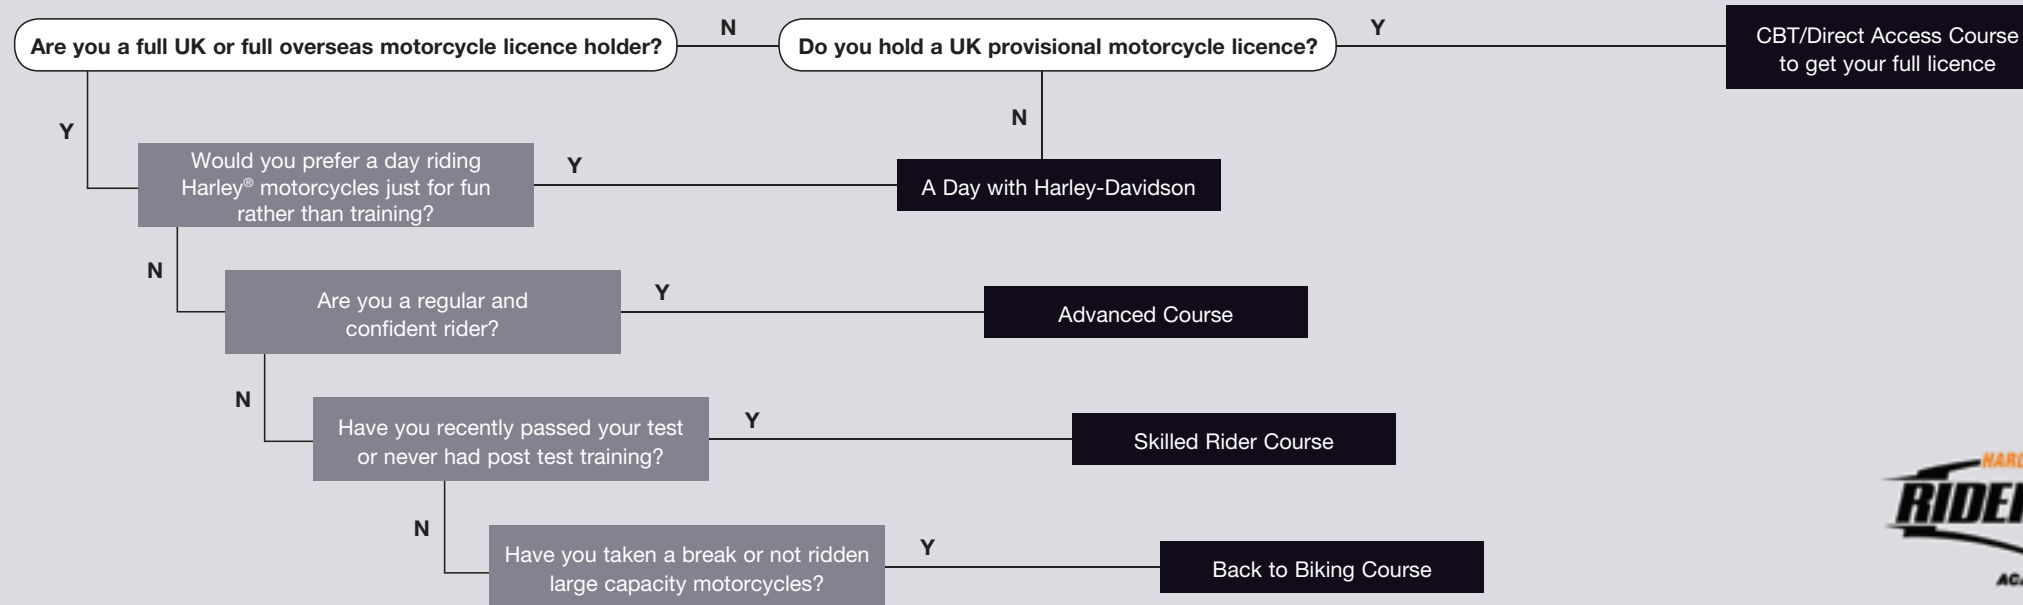 Are you a full UK or full overseas motorcycle licence holder?
N
Do you hold a UK provisional motorcycle licence?
Y
CBT/Direct Access Course
to get your full licence
Y
N
Would you prefer a day riding
Harley® motorcycles just for fun
rather than training?
Y
A Day with Harley-Davidson
N
Are you a regular and
confident rider?
Y
Advanced Course
N
Have you recently passed your test
or never had post test training?
Y
Skilled Rider Course
N
Have you taken a break or not ridden
large capacity motorcycles?
Y
Back to Biking Course